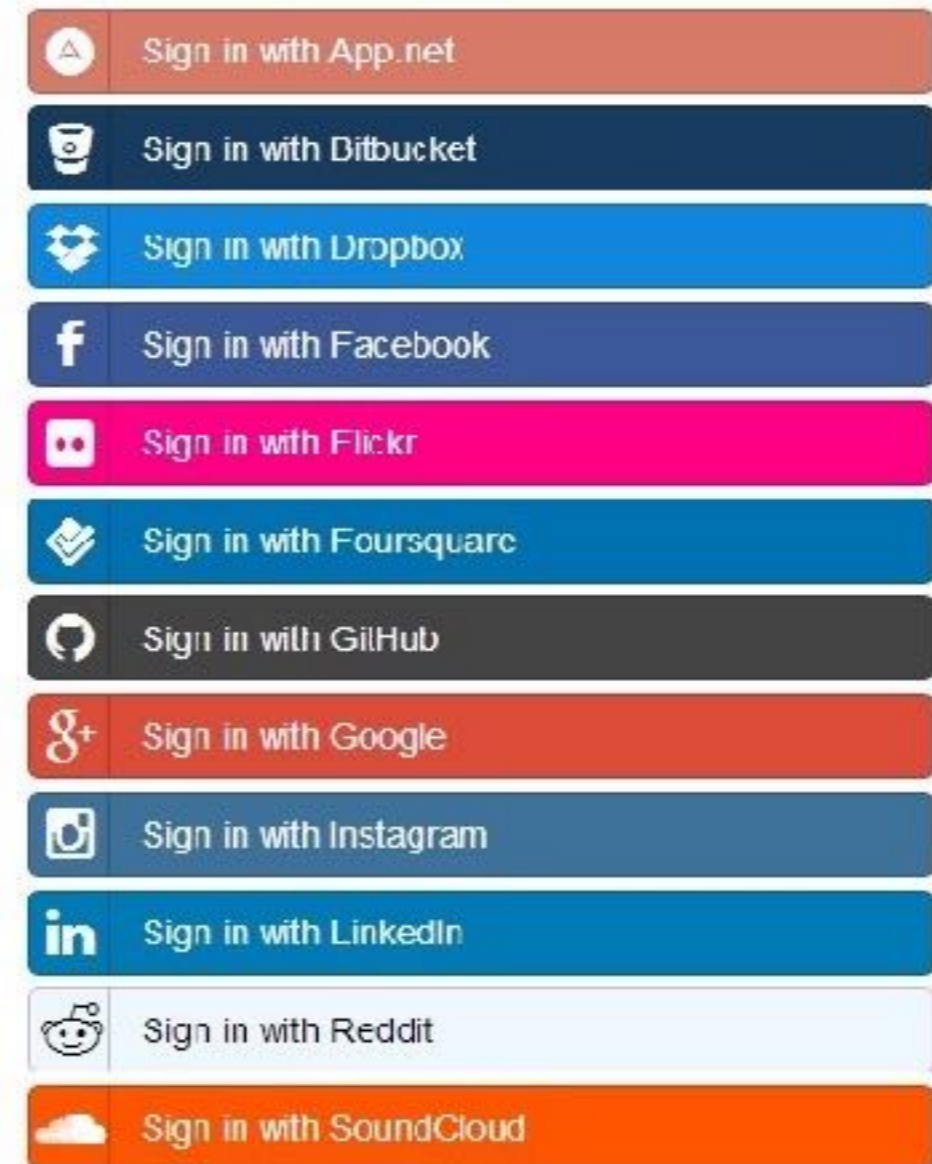 Sign in with App.net
Sign in with Bitbucket
Sign in with Dropbox
f Sign in with Facebook
Sign in with Flickr
Sign in with Foursquare
Sign in with GitHub
g+ Sign in with Google
Sign in with Instagram
in Sign in with LinkedIn
Sign in with Reddit
Sign in with SoundCloud